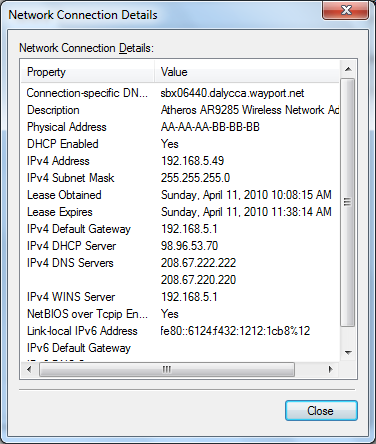 Network Connection Details
Network Connection Details:
Property Value
Connection-specific DN... sbx06440.dalycca.wayport.net
Description Atheros AR9285 Wireless Network Ad
Physical Address AA-AA-AA-BB-BB-BB
DHCP Enabled Yes
IPv4 Address 192.168.5.49
IPv4 Subnet Mask 255.255.255.0
Lease Obtained Sunday, April 11, 2010 10:08:15 AM
Lease Expires Sunday, April 11, 2010 11:38:14 AM
IPv4 Default Gateway 192.168.5.1
IPv4 DHCP Server 98.96.53.70
IPv4 DNS Servers 208.67.222.222
208.67.220.220
IPv4 WINS Server 192.168.5.1
NetBIOS over Tcpip En... Yes
Link-local IPv6 Address fe80::6124:f432:1212:1cb8%12
IPv6 Default Gateway
Close